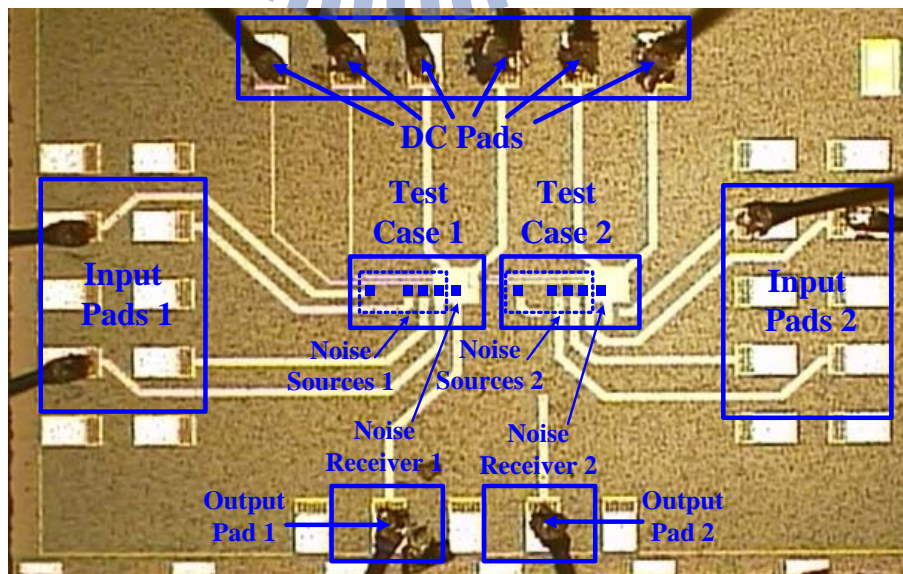 DC Pads
Test
Case 1
Test
Case 2
Input
Pads 1
Input
Pads 2
Noise
Sources 1
Noise
Sources 2
Noise
Receiver 1
Noise
Receiver 2
Output
Pad 1
Output
Pad 2